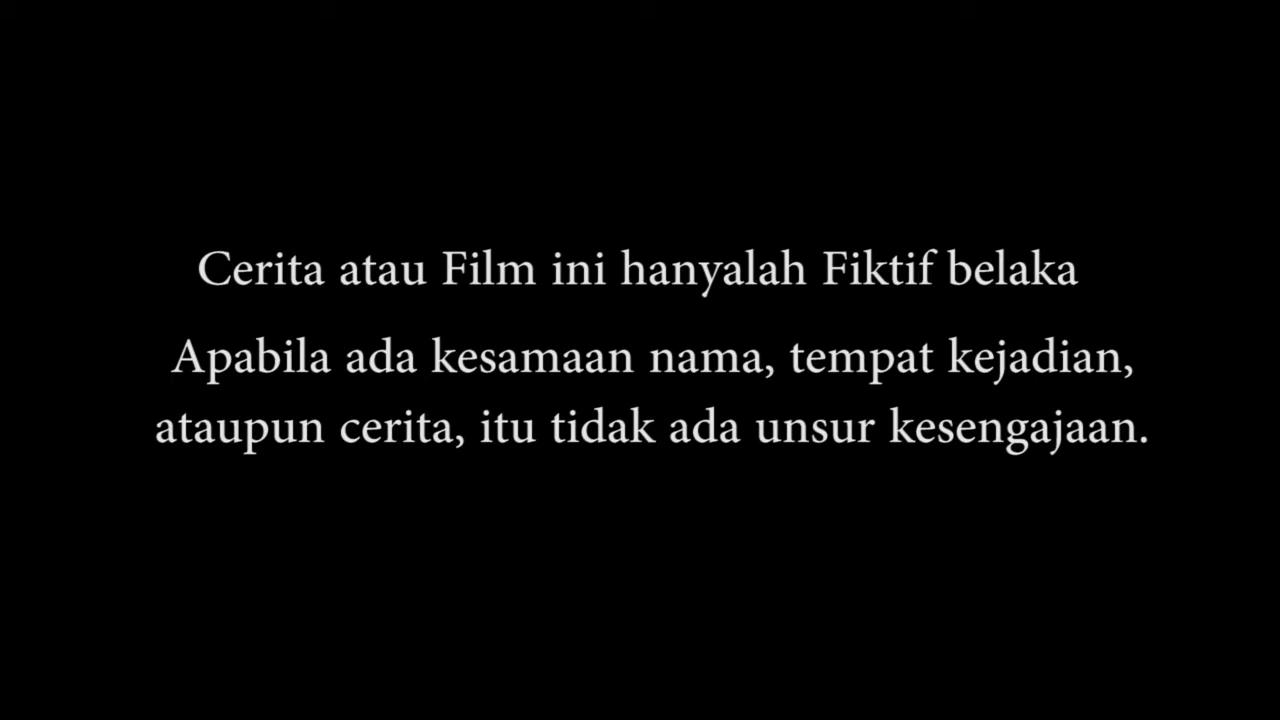 Cerita atau Film ini hanyalah Fiktif belaka
Apabila ada kesamaan nama, tempat kejadian,
ataupun cerita, itu tidak ada unsur kesengajaan.